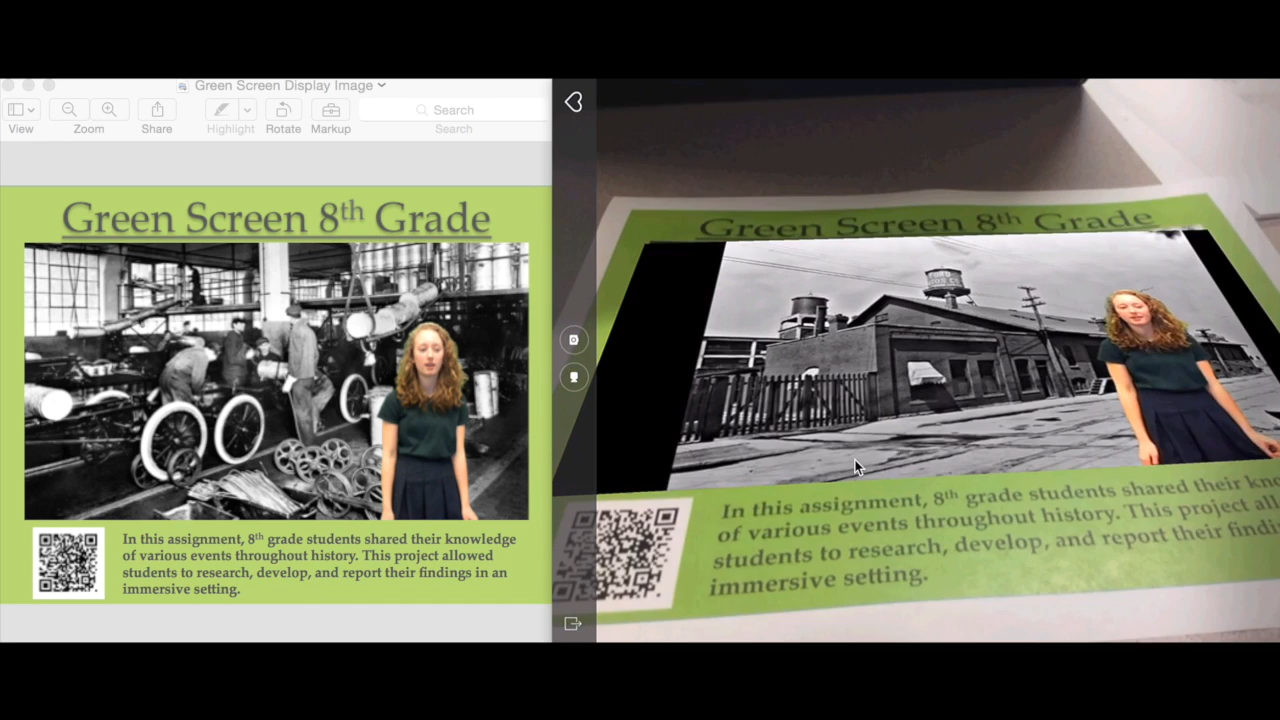 Green Screen Display Image
View
Zoom
Share
Highlight
Rotate
Markup
Search
Search
Green Screen 8th Grade
In this assignment, 8th grade students shared their knowledge
of various events throughout history. This project allowed
students to research, develop, and report their findings in an
immersive setting.
Green Screen 8th Grade
FORD
In this assignment, 8th grade students shared their kno
of various events throughout history. This project all
students to research, develop, and report their findi
immersive setting.